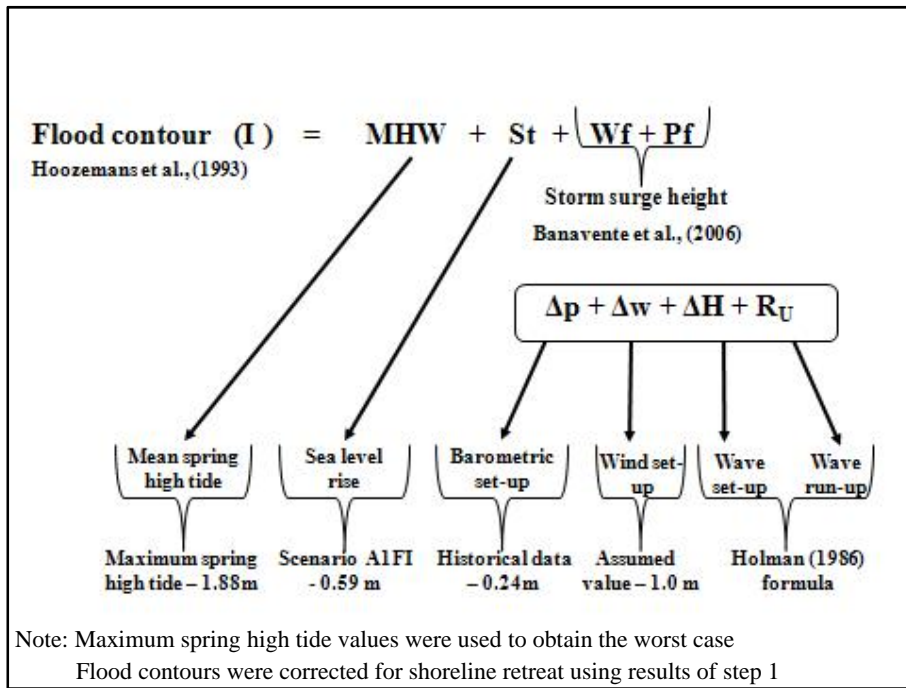 Flood contour (I) = MHW + St + Wf + Pf
Hoozemans et al., (1993)
Storm surge height
Banavente et al., (2006)
Δp + Δw + ΔH + R_U
Mean spring high tide
Sea level rise
Barometric set-up
Wind set-up
Wave set-up
Wave run-up
Maximum spring high tide – 1.88m
Scenario A1FI - 0.59 m
Historical data – 0.24m
Assumed value – 1.0 m
Holman (1986) formula
Note: Maximum spring high tide values were used to obtain the worst case
Flood contours were corrected for shoreline retreat using results of step 1